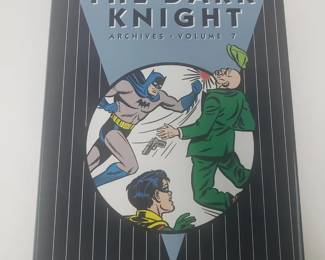 THE DARK
KNIGHT
ARCHIVES • VOLUME 7